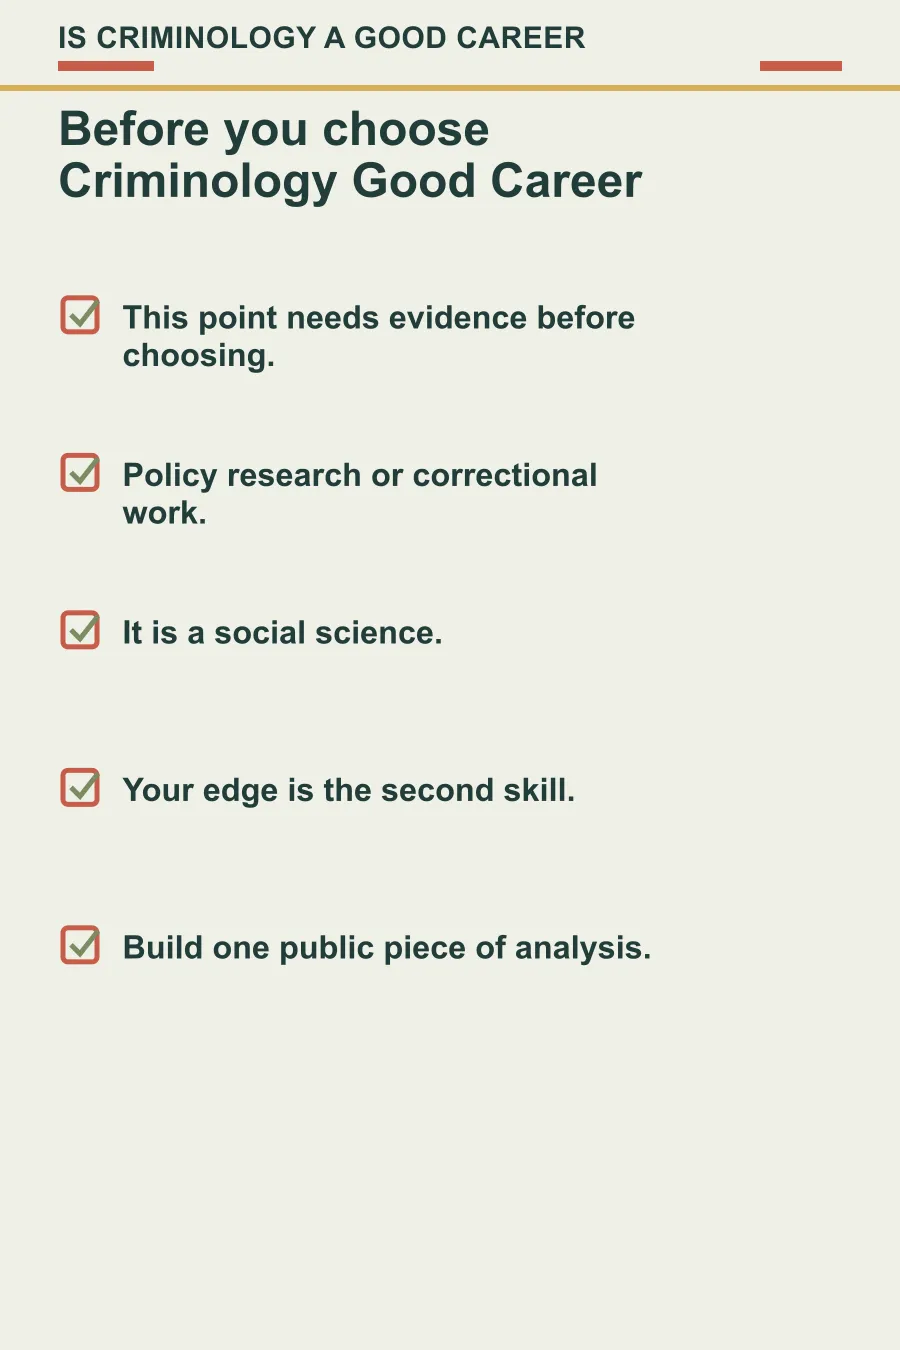 IS CRIMINOLOGY A GOOD CAREER
Before you choose
Criminology Good Career
This point needs evidence before
choosing.
Policy research or correctional
work.
It is a social science.
Your edge is the second skill.
Build one public piece of analysis.